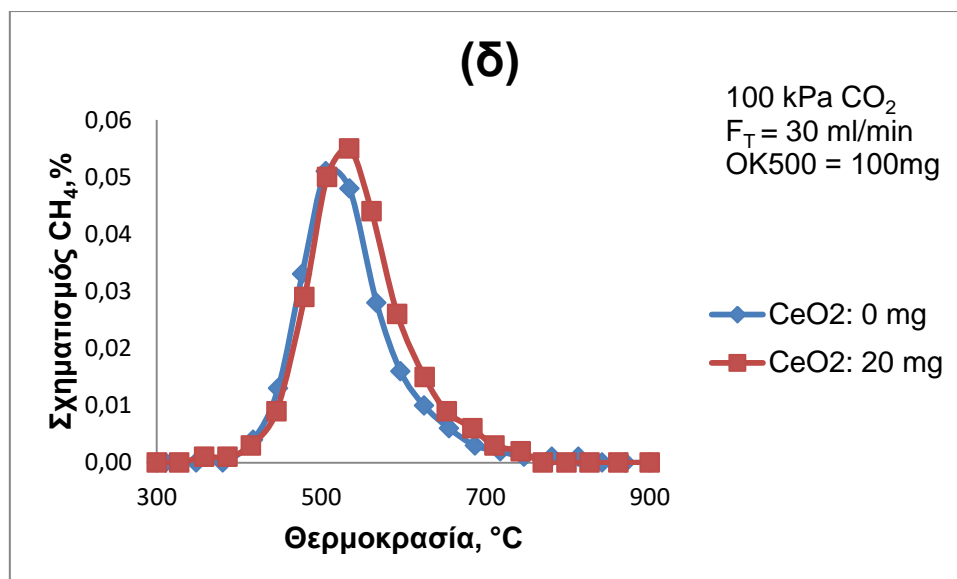 (δ)
100 kPa CO₂
F_T = 30 ml/min
OK500 = 100mg
Σχηματισμός CH₄,%
0,06
0,05
0,04
0,03
0,02
0,01
0,00
300 500 700 900
Θερμοκρασία, °C
CeO2: 0 mg
CeO2: 20 mg